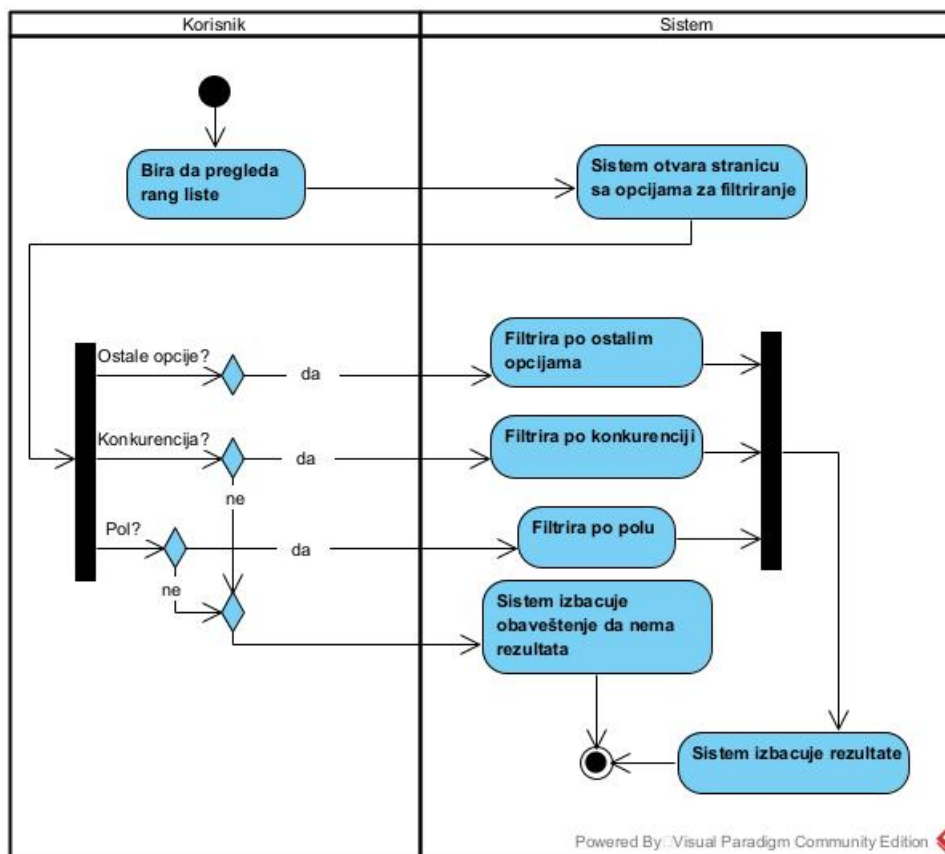 Korisnik
Sistem
Bira da pregleda
rang liste
Sistem otvara stranicu
sa opcijama za filtriranje
Ostale opcije?
da
Filtrira po ostalim
opcijama
Konkurencija?
da
Filtrira po konkurenciji
ne
Pol?
da
Filtrira po polu
ne
Sistem izbacuje
obaveštenje da nema
rezultata
Sistem izbacuje rezultate
Powered By Visual Paradigm Community Edition